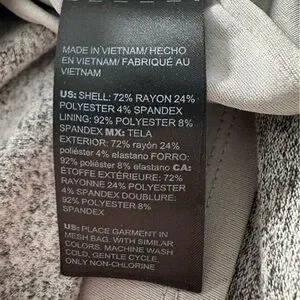 MADE IN VIETNAM/ HECHO
EN VIETNAM/ FABRIQUÉ AU
VIETNAM
US: SHELL: 72% RAYON 24%
POLYESTER 4% SPANDEX
LINING: 92% POLYESTER 8%
SPANDEX MX: TELA
EXTERIOR: 72% rayón 24%
poliéster 4% elastano FORRO:
92% poliéster 8% elastano CA:
ÉTOFFE EXTÉRIEURE: 72%
RAYONNE 24% POLYESTER
4% SPANDEX DOUBLURE:
92% POLYESTER 8%
SPANDEX
US: PLACE GARMENT IN
MESH BAG. WITH SIMILAR
COLORS. MACHINE WASH
COLD, GENTLE CYCLE.
ONLY NON-CHLORINE